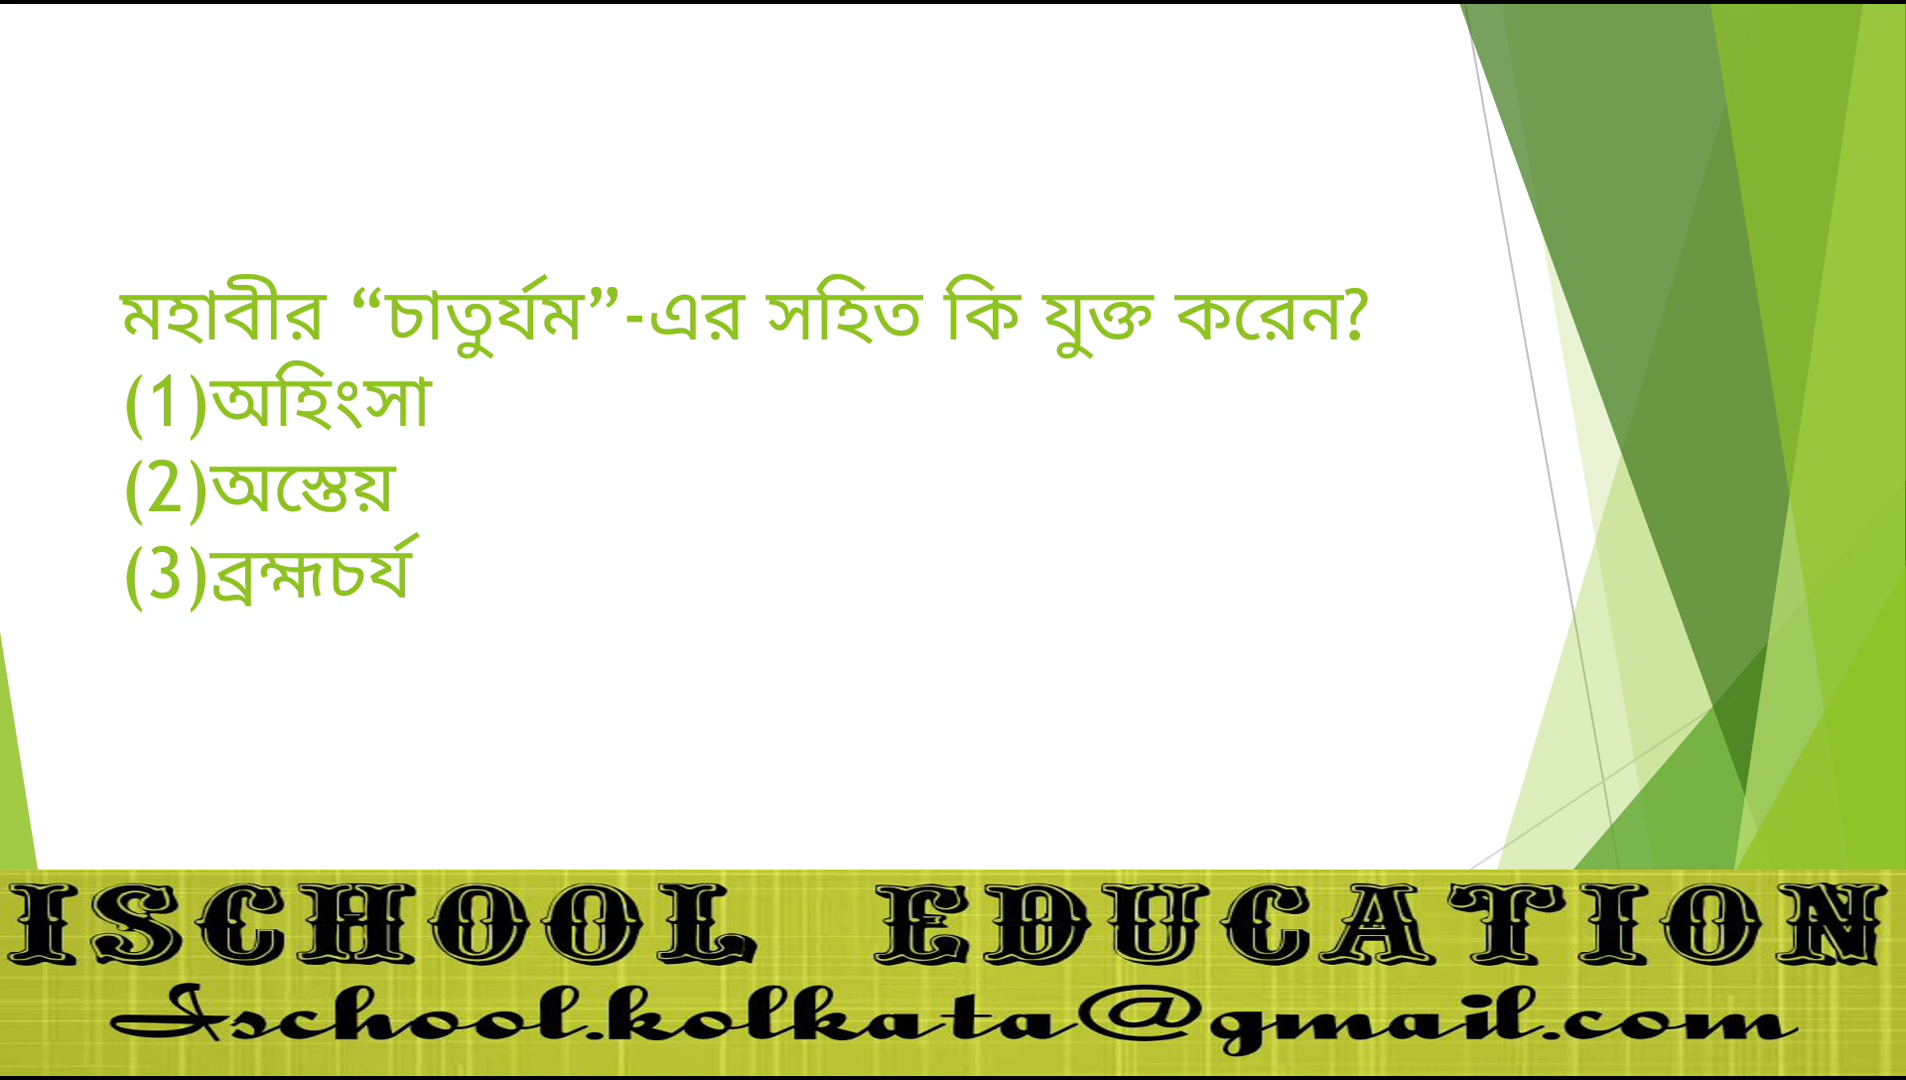 মহাবীর “চাতুর্যম”-এর সহিত কি যুক্ত করেন?
(1)অহিংসা
(2)অস্তেয়
(3)ব্রহ্মচর্য
ISCHOOL EDUCATION
Ischool.kolkata@gmail.com